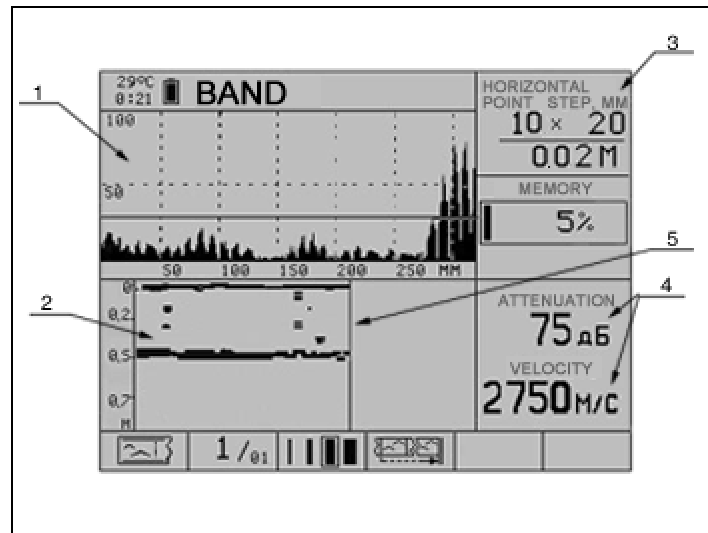 1
2
3
4
5
29°C
0:21
BAND
100
50
50 100 150 200 250 MM
0
0,2
0,5
0,7
M
HORIZONTAL
POINT STEP, MM
10 × 20
0.02 M
MEMORY
5%
ATTENUATION
75 дБ
VELOCITY
2750 М/С
1/01